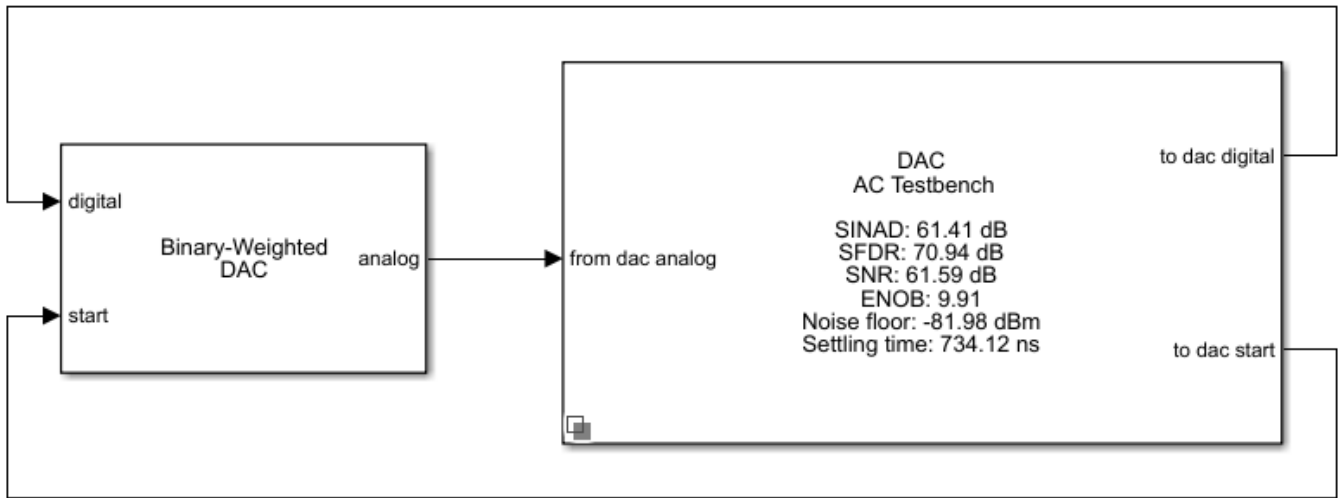 digital
start
Binary-Weighted
DAC
analog
from dac analog
DAC
AC Testbench
SINAD: 61.41 dB
SFDR: 70.94 dB
SNR: 61.59 dB
ENOB: 9.91
Noise floor: -81.98 dBm
Settling time: 734.12 ns
to dac digital
to dac start